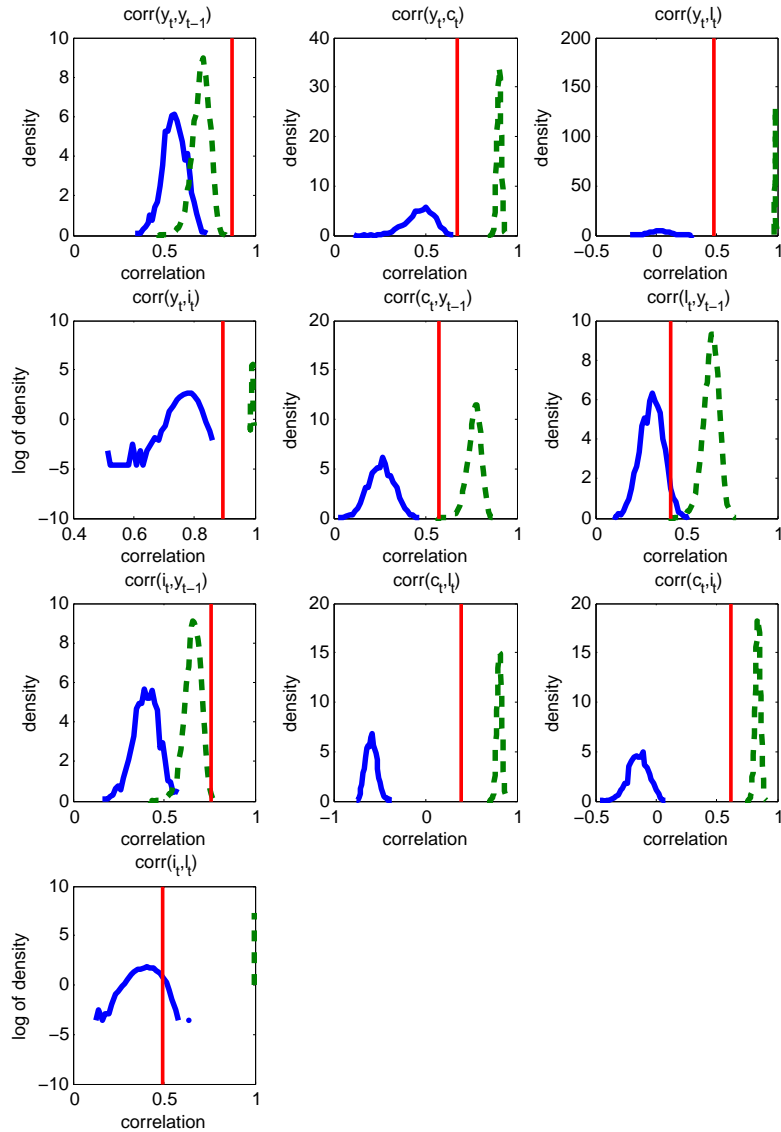 corr(y_t,y_{t−1})
10
8
6
4
2
0
density
0 0.5 1
correlation
corr(y_t,c_t)
40
30
20
10
0
density
0 0.5 1
correlation
corr(y_t,l_t)
200
150
100
50
0
density
−0.5 0 0.5 1
correlation
corr(y_t,i_t)
10
5
0
−5
−10
log of density
0.4 0.6 0.8 1
correlation
corr(c_t,y_{t−1})
20
15
10
5
0
density
0 0.5 1
correlation
corr(l_t,y_{t−1})
10
8
6
4
2
0
density
0 0.5 1
correlation
corr(i_t,y_{t−1})
10
8
6
4
2
0
density
0 0.5 1
correlation
corr(c_t,l_t)
20
15
10
5
0
density
−1 0 1
correlation
corr(c_t,i_t)
20
15
10
5
0
density
−0.5 0 0.5 1
correlation
corr(i_t,l_t)
10
5
0
−5
−10
log of density
0 0.5 1
correlation